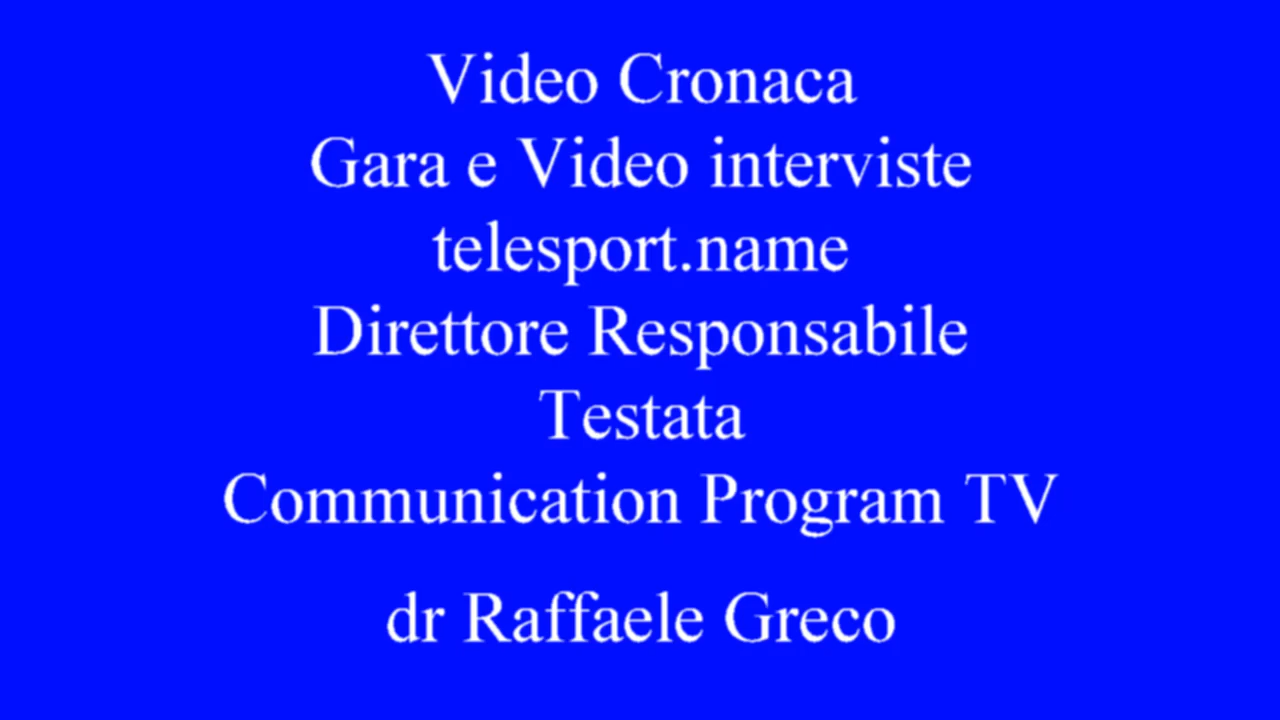 Video Cronaca
Gara e Video interviste
telesport.name
Direttore Responsabile
Testata
Communication Program TV
dr Raffaele Greco